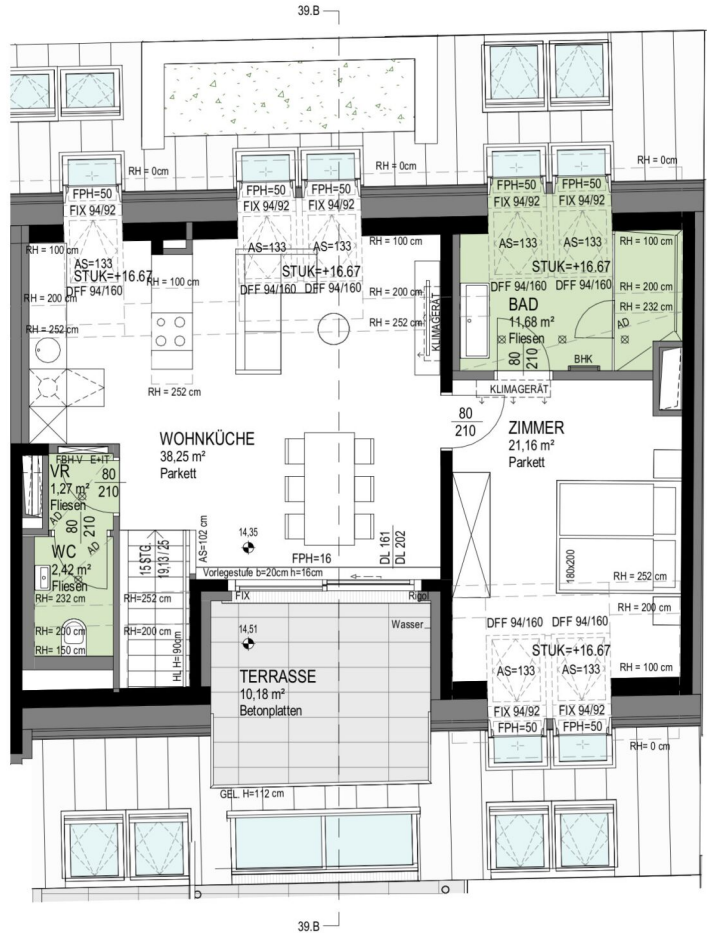 39.B
RH = 0cm
RH = 0cm
RH = 0cm
FPH=50
FIX 94/92
FPH=50
FPH=50
FIX 94/92
FIX 94/92
FPH=50
FPH=50
FIX 94/92
FIX 94/92
RH = 100 cm
AS=133
STUK=+16.67
DFF 94/160
RH = 200 cm
RH = 252 cm
RH = 100 cm
RH = 252 cm
AS=133
AS=133
STUK=+16.67
DFF 94/160
DFF 94/160
RH = 100 cm
RH = 200 cm
RH = 252 cm
KLIMAGERÄT
AS=133
AS=133
STUK=+16.67
DFF 94/160
DFF 94/160
RH = 100 cm
RH = 200 cm
RH = 232 cm
BAD
11,68 m²
Fliesen
AD
80
210
BHK
KLIMAGERÄT
80
210
ZIMMER
21,16 m²
Parkett
WOHNKÜCHE
38,25 m²
Parkett
FBH-V
E+IT
VR
1,27 m²
Fliesen
80
210
AD
80
210
AD
WC
2,42 m²
Fliesen
RH= 232 cm
RH= 200 cm
RH= 150 cm
15 STG.
19,13 / 25
AS=102 cm
RH=252 cm
RH=200 cm
HL H= 90cm
14,35
FPH=16
DL 161
DL 202
Vorlegestufe b=20cm h=16cm
FIX
Rigol
Wasser
14,51
TERRASSE
10,18 m²
Betonplatten
GEL. H=112 cm
180x200
RH = 252 cm
RH = 200 cm
DFF 94/160
DFF 94/160
STUK=+16.67
AS=133
AS=133
RH = 100 cm
FIX 94/92
FIX 94/92
FPH=50
FPH=50
RH= 0 cm
39.B